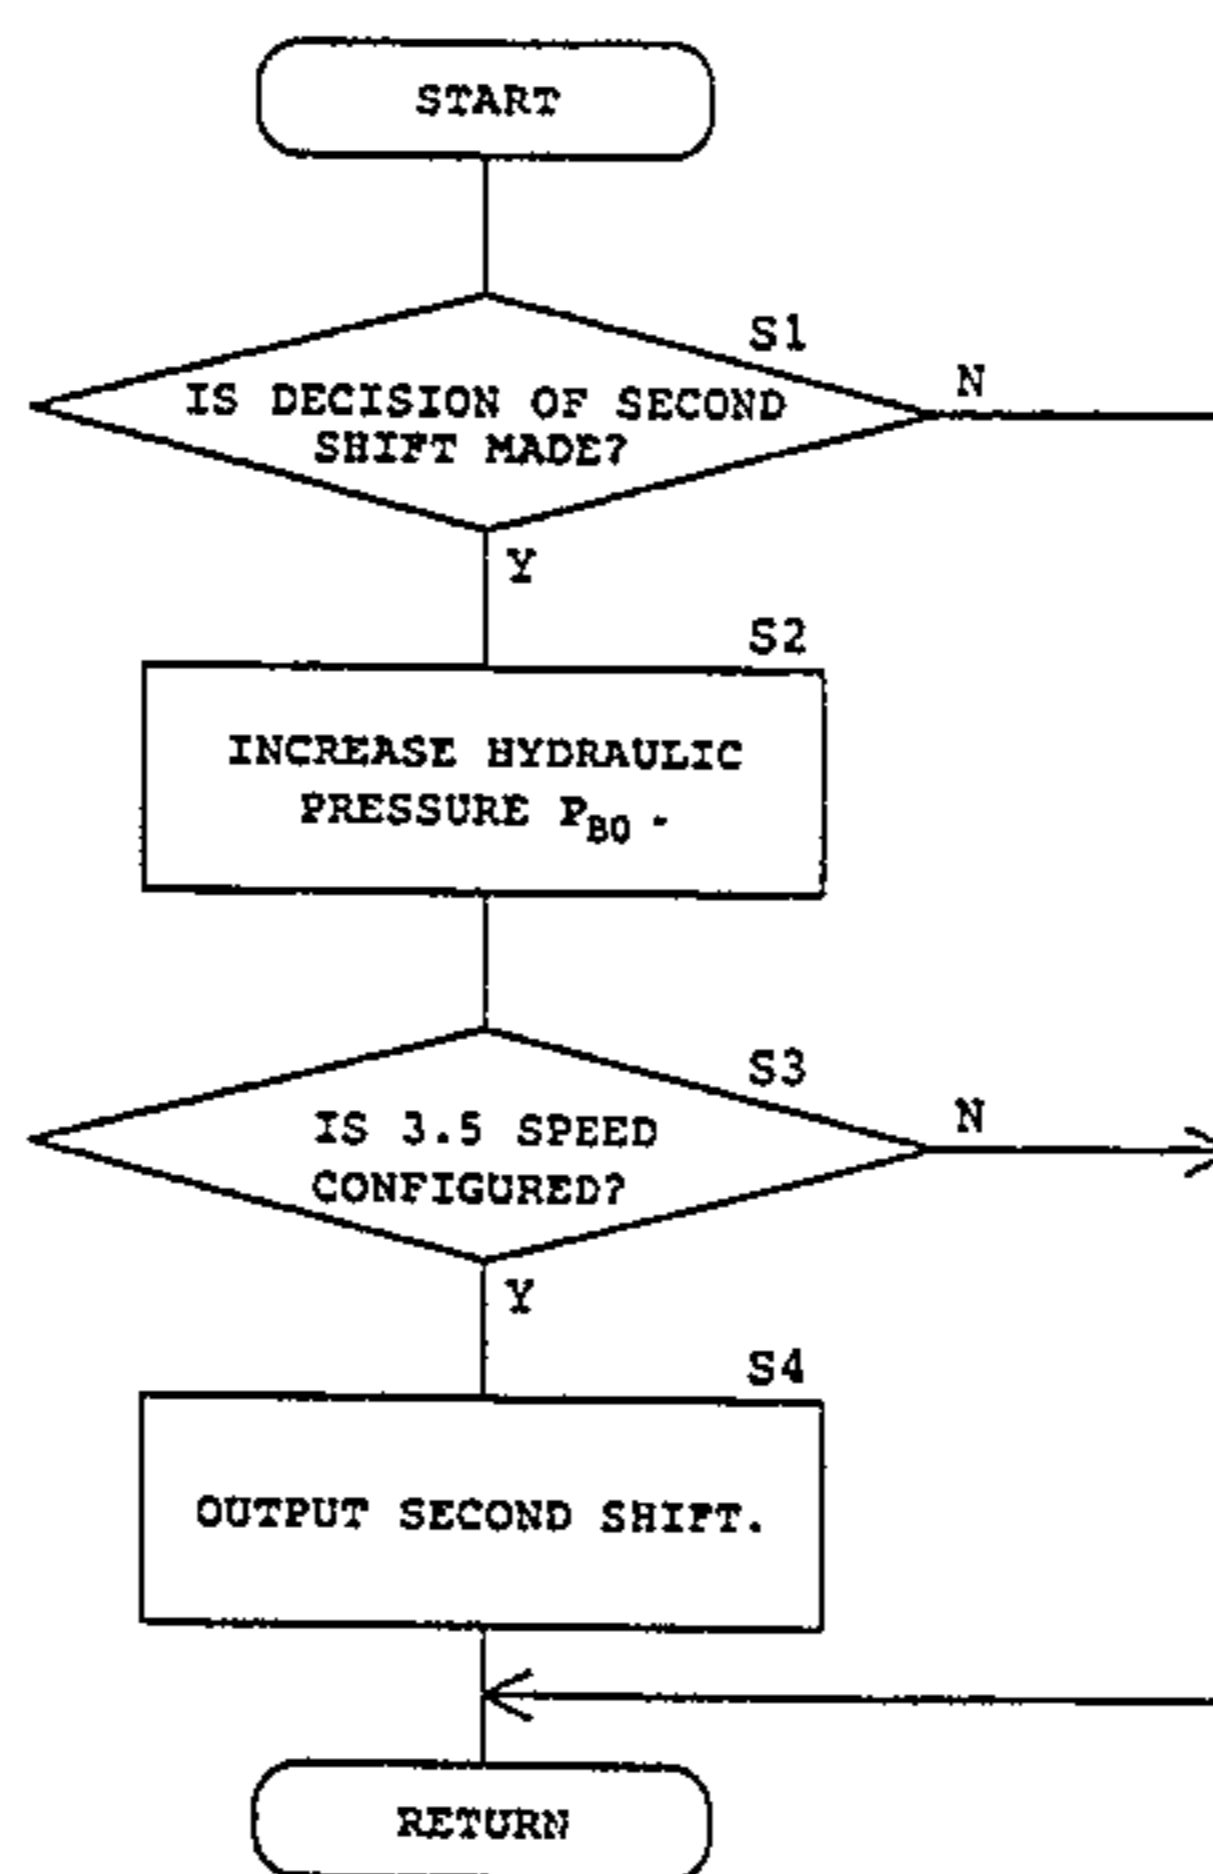 START
S1
IS DECISION OF SECOND
SHIFT MADE?
N
Y
S2
INCREASE HYDRAULIC
PRESSURE P_B0.
S3
IS 3.5 SPEED
CONFIGURED?
N
Y
S4
OUTPUT SECOND SHIFT.
RETURN